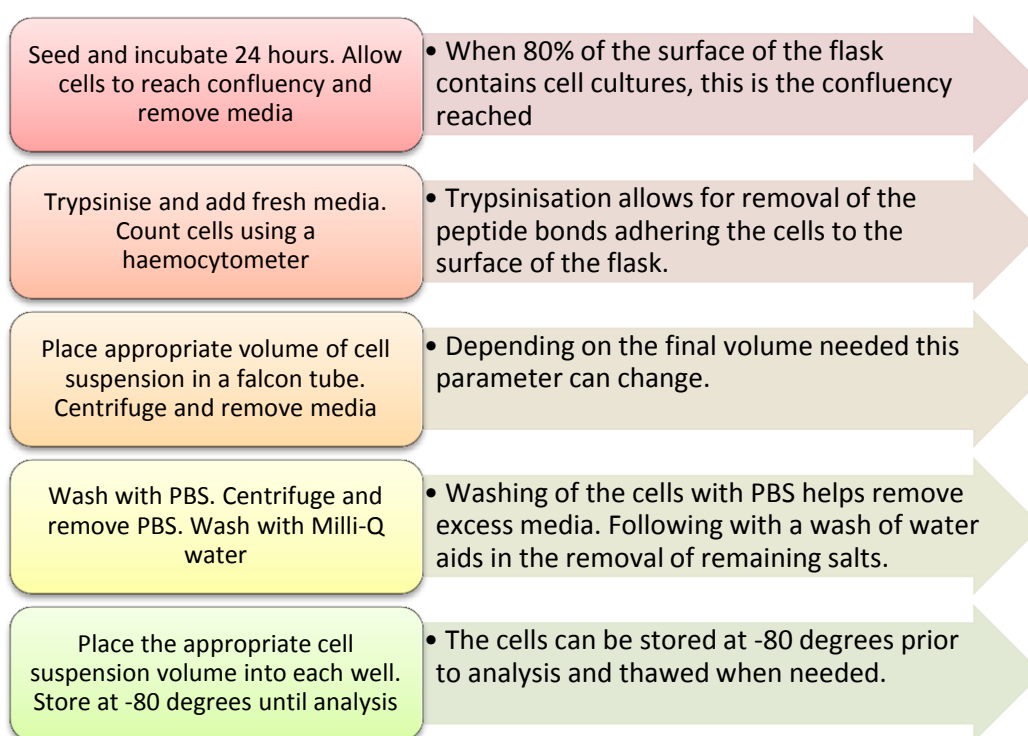 Seed and incubate 24 hours. Allow
cells to reach confluency and
remove media
• When 80% of the surface of the flask
contains cell cultures, this is the confluency
reached
Trypsinise and add fresh media.
Count cells using a
haemocytometer
• Trypsinisation allows for removal of the
peptide bonds adhering the cells to the
surface of the flask.
Place appropriate volume of cell
suspension in a falcon tube.
Centrifuge and remove media
• Depending on the final volume needed this
parameter can change.
Wash with PBS. Centrifuge and
remove PBS. Wash with Milli-Q
water
• Washing of the cells with PBS helps remove
excess media. Following with a wash of water
aids in the removal of remaining salts.
Place the appropriate cell
suspension volume into each well.
Store at -80 degrees until analysis
• The cells can be stored at -80 degrees prior
to analysis and thawed when needed.